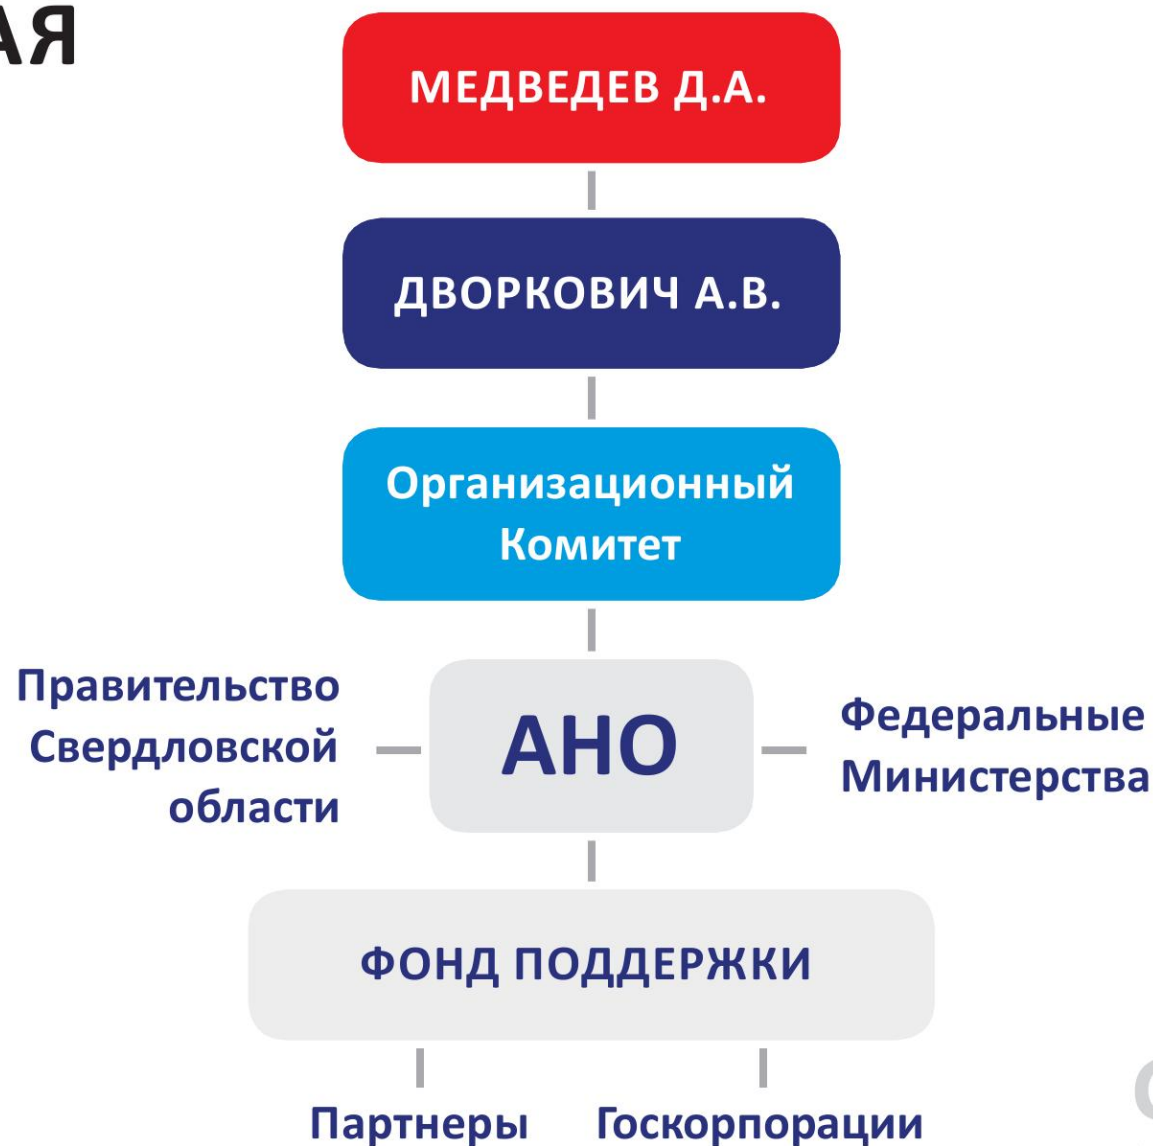 АЯ
МЕДВЕДЕВ Д.А.
ДВОРКОВИЧ А.В.
Организационный
Комитет
Правительство
Свердловской
области
АНО
Федеральные
Министерства
ФОНД ПОДДЕРЖКИ
Партнеры
Госкорпорации